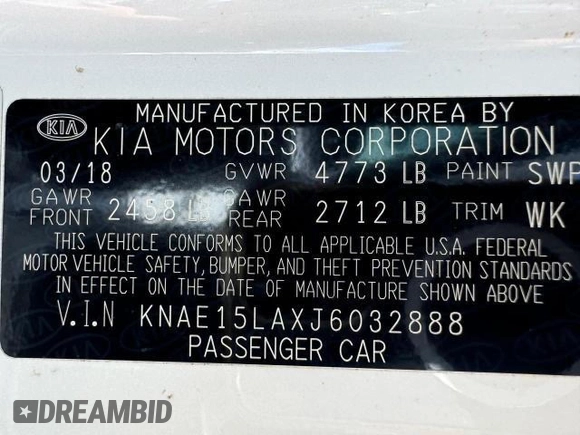 KIA
MANUFACTURED IN KOREA BY
KIA MOTORS CORPORATION
03/18 GVWR 4773 LB PAINT SWP
GAWR FRONT 2458 LB GAWR REAR 2712 LB TRIM WK
THIS VEHICLE CONFORMS TO ALL APPLICABLE U.S.A. FEDERAL
MOTOR VEHICLE SAFETY, BUMPER, AND THEFT PREVENTION STANDARDS
IN EFFECT ON THE DATE OF MANUFACTURE SHOWN ABOVE
V.I.N KNAE15LAXJ6032888
PASSENGER CAR
DREAMBID